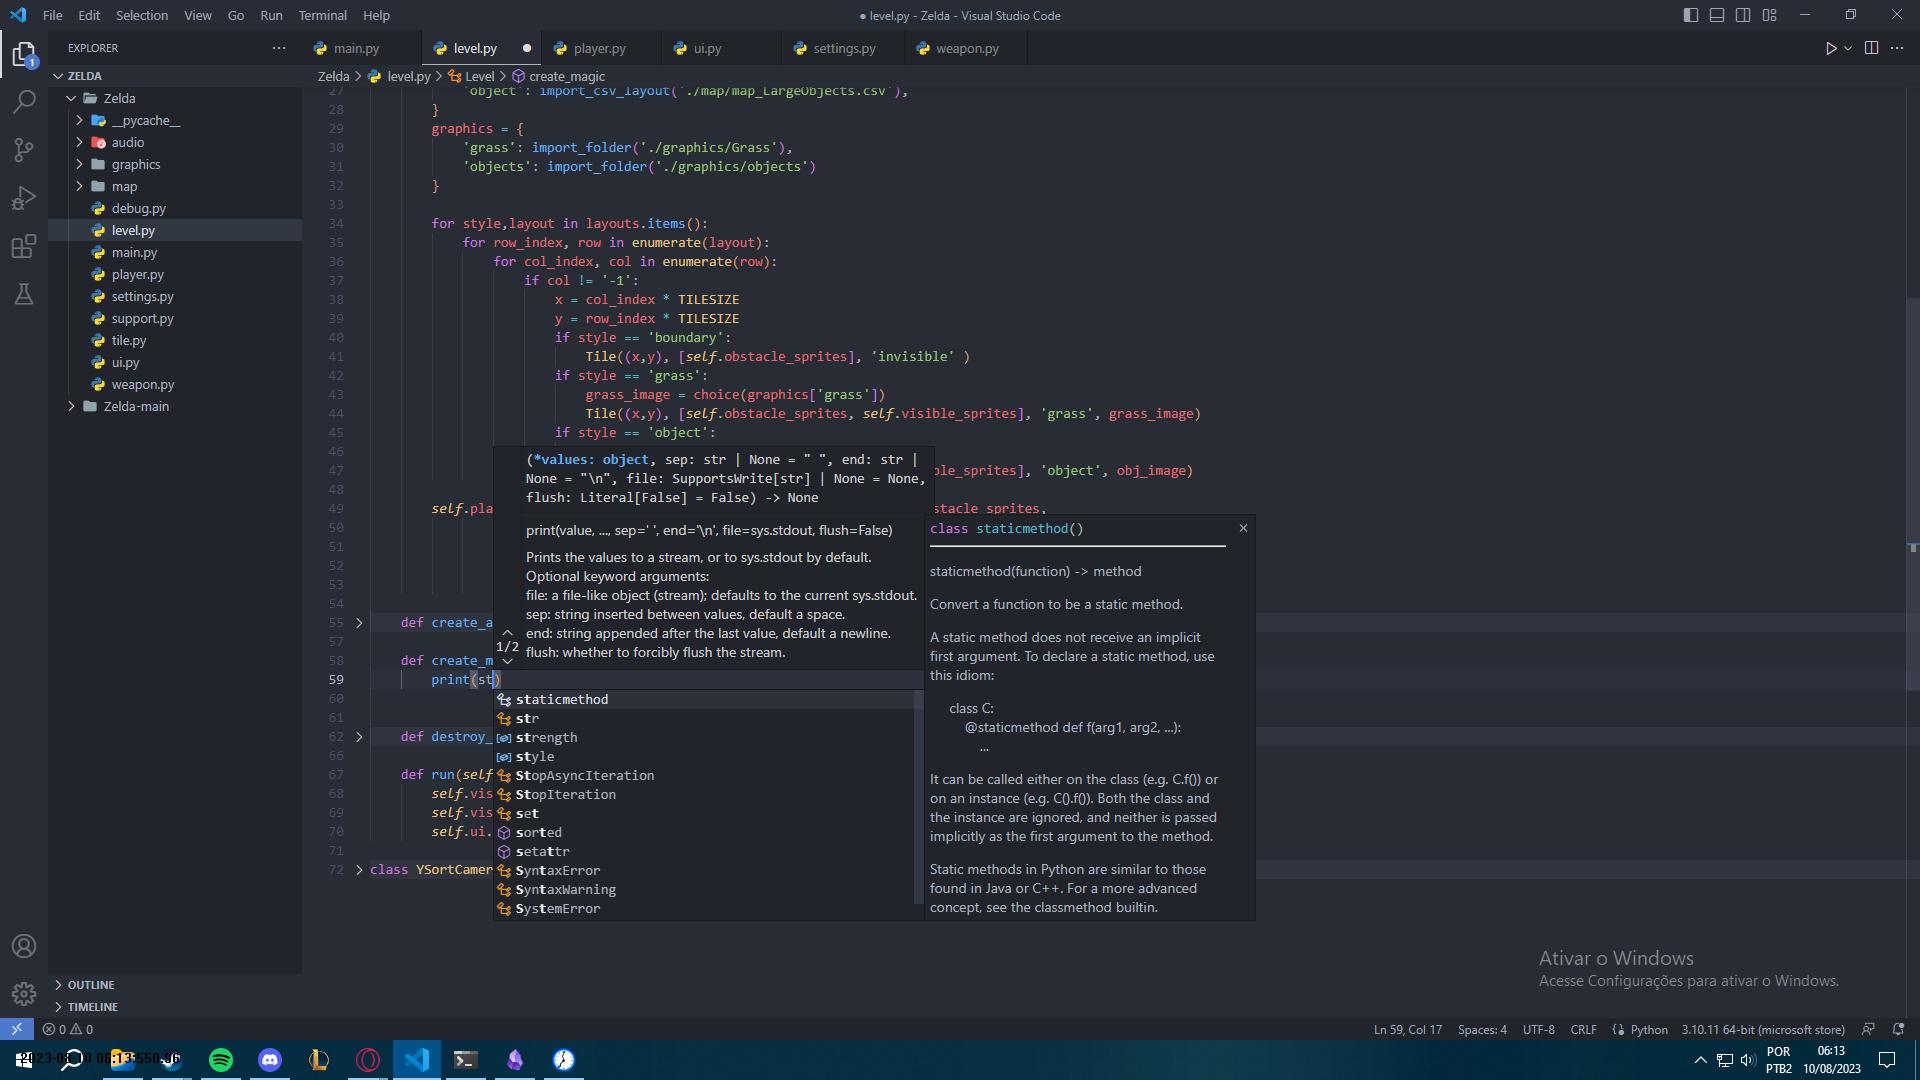 File Edit Selection View Go Run Terminal Help
● level.py - Zelda - Visual Studio Code
EXPLORER
main.py
level.py
player.py
ui.py
settings.py
weapon.py
ZELDA
Zelda > level.py > Level > create_magic
Zelda
__pycache__
audio
graphics
map
debug.py
level.py
main.py
player.py
settings.py
support.py
tile.py
ui.py
weapon.py
Zelda-main
27 'object': import_csv_layout('./map/map_LargeObjects.csv'),
28 }
29 graphics = {
30 'grass': import_folder('./graphics/Grass'),
31 'objects': import_folder('./graphics/objects')
32 }
33
34 for style,layout in layouts.items():
35 for row_index, row in enumerate(layout):
36 for col_index, col in enumerate(row):
37 if col != '-1':
38 x = col_index * TILESIZE
39 y = row_index * TILESIZE
40 if style == 'boundary':
41 Tile((x,y), [self.obstacle_sprites], 'invisible' )
42 if style == 'grass':
43 grass_image = choice(graphics['grass'])
44 Tile((x,y), [self.obstacle_sprites, self.visible_sprites], 'grass', grass_image)
45 if style == 'object':
46
47 ble_sprites], 'object', obj_image)
48
49 self.pla stacle_sprites,
50
51
52
53
54
55 def create_a
57
58 def create_m
59 print(st)
60
61
62 def destroy_
66
67 def run(self
68 self.vis
69 self.vis
70 self.ui.
71
72 class YSortCamer
(*values: object, sep: str | None = " ", end: str |
None = "\n", file: SupportsWrite[str] | None = None,
flush: Literal[False] = False) -> None
print(value, ..., sep=' ', end='\n', file=sys.stdout, flush=False)
Prints the values to a stream, or to sys.stdout by default.
Optional keyword arguments:
file: a file-like object (stream); defaults to the current sys.stdout.
sep: string inserted between values, default a space.
end: string appended after the last value, default a newline.
1/2
flush: whether to forcibly flush the stream.
staticmethod
str
strength
style
StopAsyncIteration
StopIteration
set
sorted
setattr
SyntaxError
SyntaxWarning
SystemError
class staticmethod()
staticmethod(function) -> method
Convert a function to be a static method.
A static method does not receive an implicit
first argument. To declare a static method, use
this idiom:
class C:
@staticmethod def f(arg1, arg2, ...):
...
It can be called either on the class (e.g. C.f()) or
on an instance (e.g. C().f()). Both the class and
the instance are ignored, and neither is passed
implicitly as the first argument to the method.
Static methods in Python are similar to those
found in Java or C++. For a more advanced
concept, see the classmethod builtin.
Ativar o Windows
Acesse Configurações para ativar o Windows.
OUTLINE
TIMELINE
0 0
Ln 59, Col 17 Spaces: 4 UTF-8 CRLF Python 3.10.11 64-bit (microsoft store)
POR
PTB2
06:13
10/08/2023